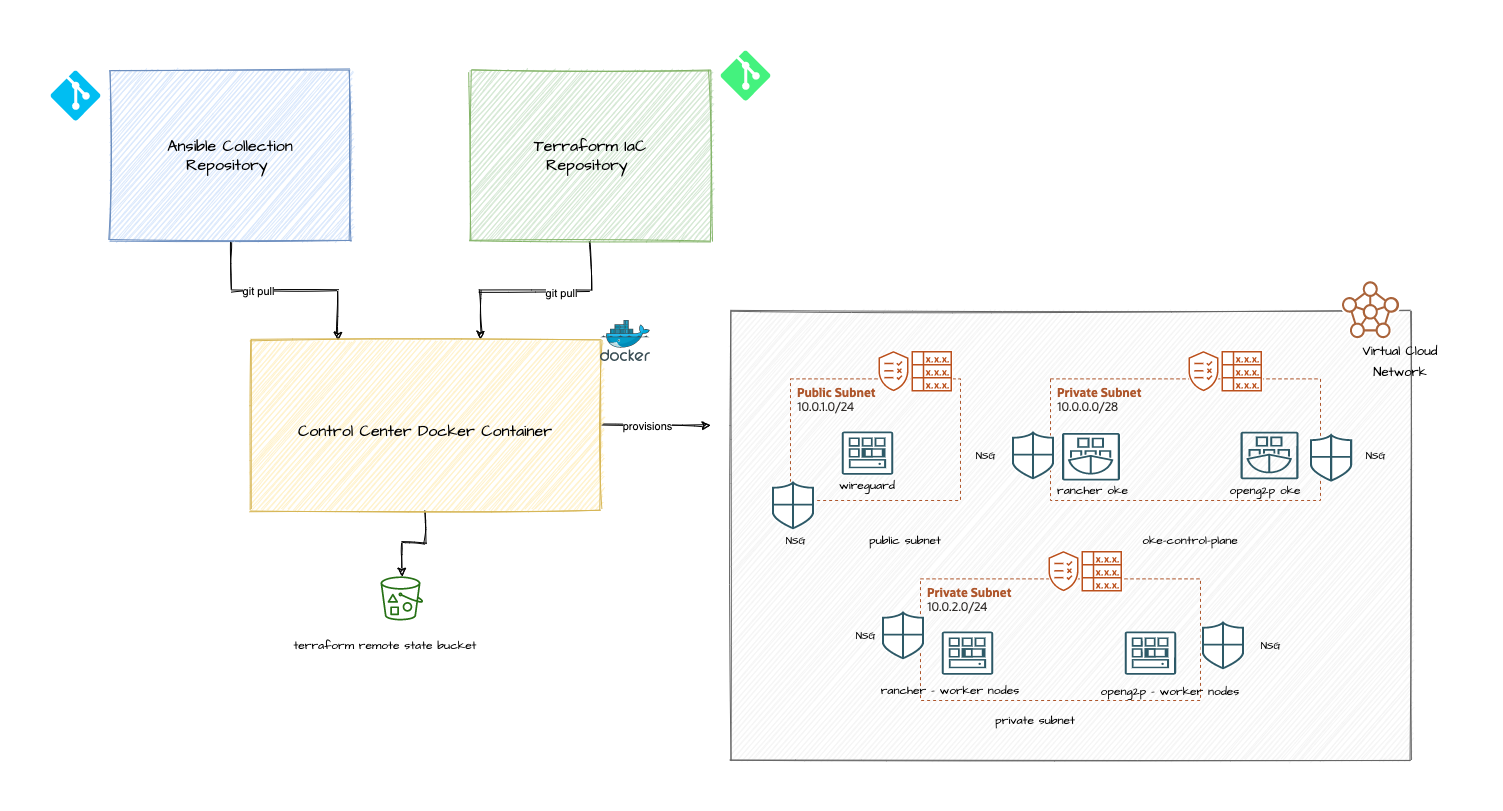 Ansible Collection
Repository
Terraform IaC
Repository
git pull
git pull
docker
Control Center Docker Container
provisions
terraform remote state bucket
Virtual Cloud
Network
x.x.x.
x.x.x.
x.x.x.
Public Subnet
10.0.1.0/24
wireguard
NSG
public subnet
x.x.x.
x.x.x.
x.x.x.
Private Subnet
10.0.0.0/28
NSG
rancher oke
openg2p oke
NSG
oke-control-plane
x.x.x.
x.x.x.
x.x.x.
Private Subnet
10.0.2.0/24
NSG
rancher - worker nodes
openg2p - worker nodes
NSG
private subnet